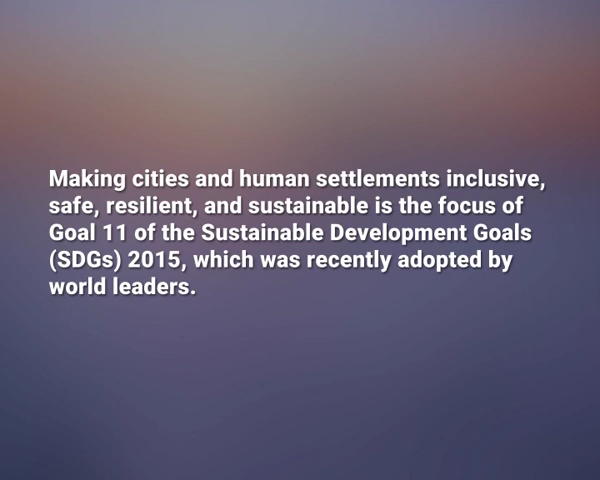 Making cities and human settlements inclusive,
safe, resilient, and sustainable is the focus of
Goal 11 of the Sustainable Development Goals
(SDGs) 2015, which was recently adopted by
world leaders.